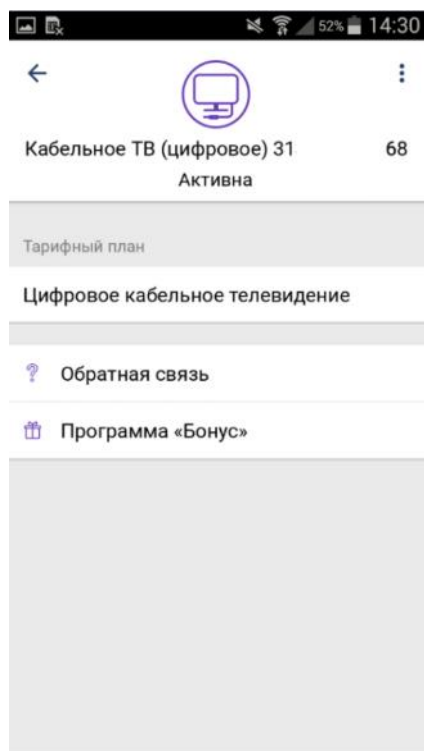 52% 14:30
Кабельное ТВ (цифровое) 31 68
Активна
Тарифный план
Цифровое кабельное телевидение
Обратная связь
Программа «Бонус»